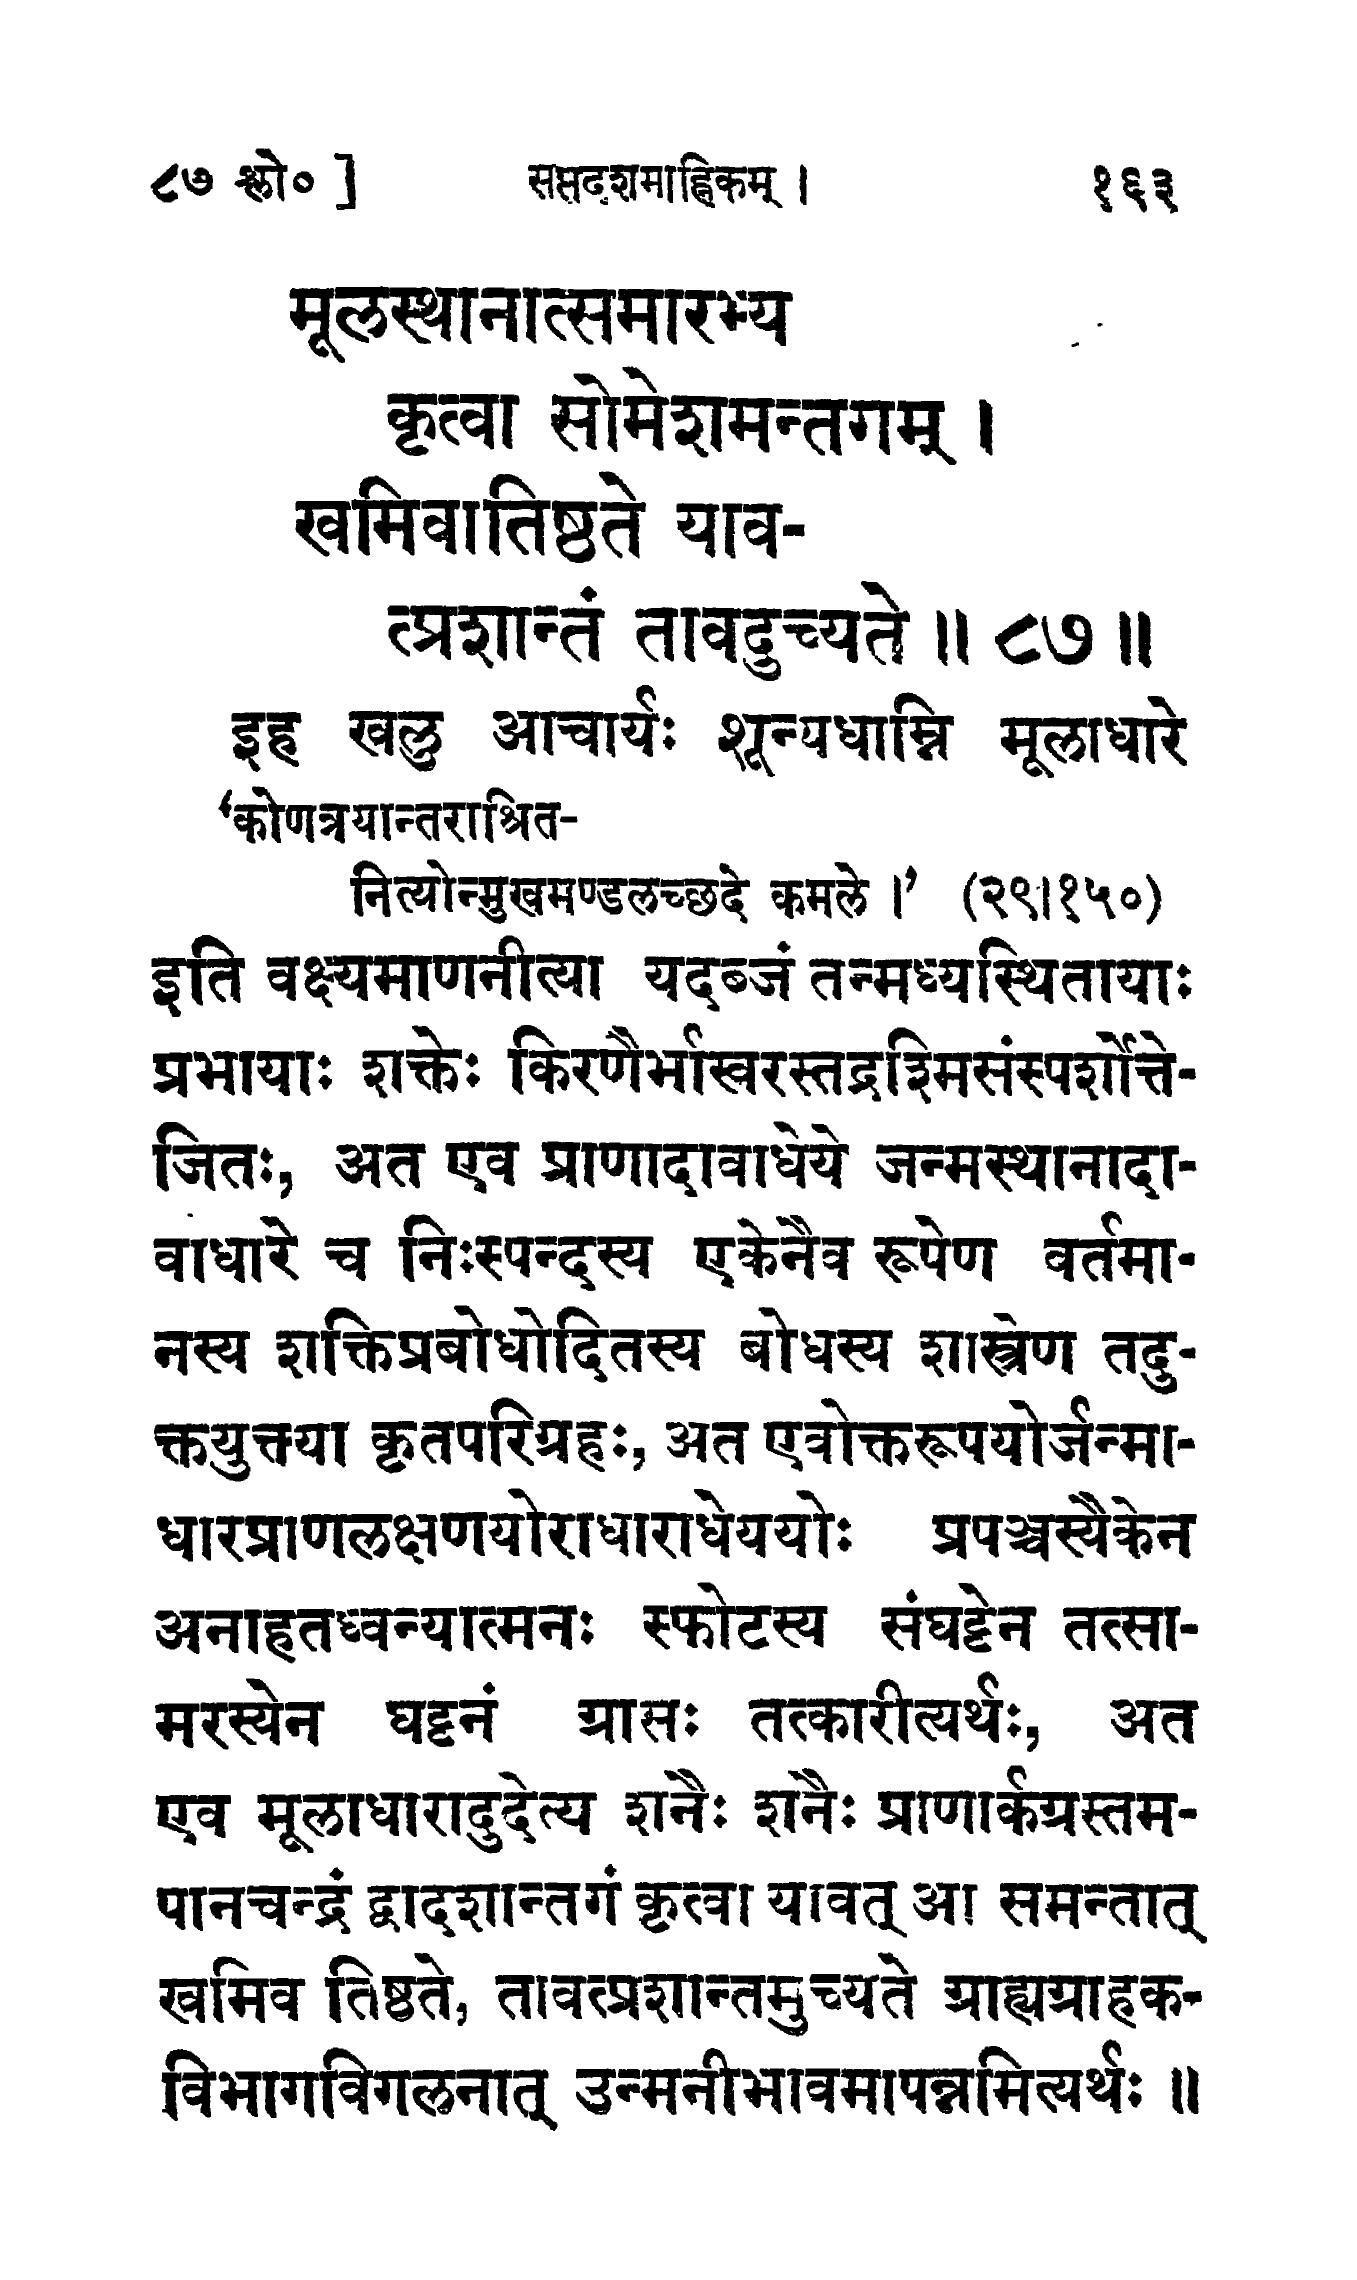 ८७ श्लो० ]
सप्तदशमाह्निकम् ।
१६३
मूलस्थानात्समारभ्य
कृत्वा सोमेशमन्तगम् ।
खमिवातिष्ठते याव-
त्प्रशान्तं तावदुच्यते ॥ ८७ ॥
इह खलु आचार्यः शून्यधाम्नि मूलाधारे
‘कोणत्रयान्तराश्रित-
नित्योन्मुखमण्डलच्छदे कमले ।’ (२९।१५०)
इति वक्ष्यमाणनीत्या यदब्जं तन्मध्यस्थितायाः
प्रभायाः शक्तेः किरणैर्भास्वरस्तद्रश्मिसंस्पर्शोत्ते-
जितः, अत एव प्राणादावाधेये जन्मस्थानादा-
वाधारे च निःस्पन्दस्य एकेनैव रूपेण वर्तमा-
नस्य शक्तिप्रबोधोदितस्य बोधस्य शास्त्रेण तदु-
क्तयुक्त्या कृतपरिग्रहः, अत एवोक्तरूपयोर्जन्मा-
धारप्राणलक्षणयोराधाराधेययोः प्रपञ्चस्यैकेन
अनाहतध्वन्यात्मनः स्फोटस्य संघट्टेन तत्सा-
मरस्येन घट्टनं ग्रासः तत्कारीत्यर्थः, अत
एव मूलाधारादुदेत्य शनैः शनैः प्राणार्कग्रस्तम-
पानचन्द्रं द्वादशान्तगं कृत्वा यावत् आ समन्तात्
खमिव तिष्ठते, तावत्प्रशान्तमुच्यते ग्राह्यग्राहक-
विभागविगलनात् उन्मनीभावमापन्नमित्यर्थः ॥